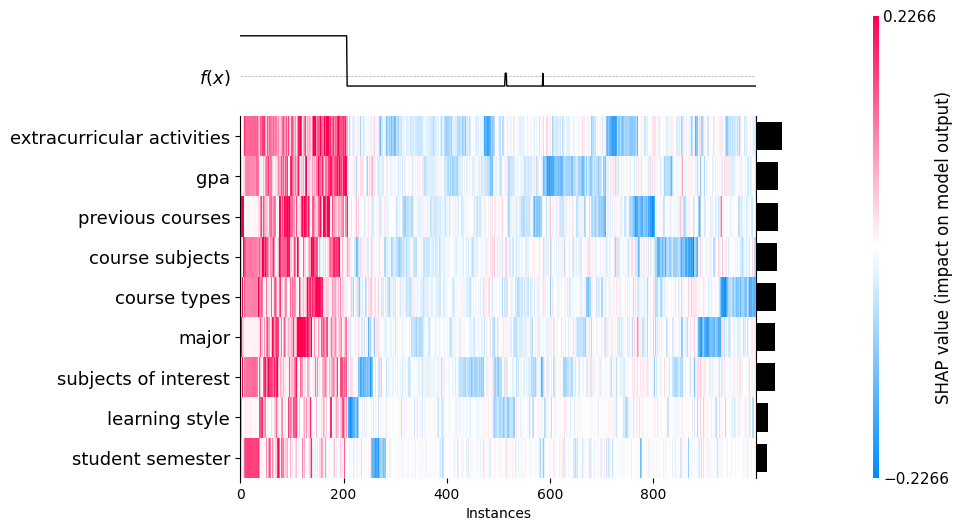 0.2266
f(x)
extracurricular activities
gpa
previous courses
course subjects
course types
major
subjects of interest
learning style
student semester
0 200 400 600 800
Instances
SHAP value (impact on model output)
−0.2266